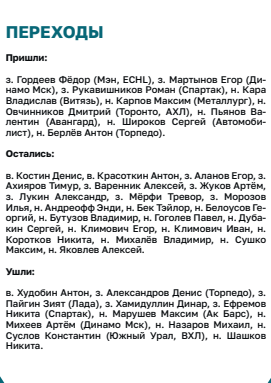 ПЕРЕХОДЫ
Пришли:
з. Гордеев Фёдор (Мэн, ECHL), з. Мартынов Егор (Ди-
намо Мск), з. Рукавишников Роман (Спартак), н. Кара
Владислав (Витязь), н. Карпов Максим (Металлург), н.
Овчинников Дмитрий (Торонто, АХЛ), н. Пьянов Ва-
лентин (Авангард), н. Широков Сергей (Автомоби-
лист), н. Берлёв Антон (Торпедо).
Остались:
в. Костин Денис, в. Красоткин Антон, з. Аланов Егор, з.
Ахияров Тимур, з. Варенник Алексей, з. Жуков Артём,
з. Лукин Александр, з. Мёрфи Тревор, з. Морозов
Илья, н. Андреофф Энди, н. Бек Тэйлор, н. Белоусов Ге-
оргий, н. Бутузов Владимир, н. Гоголев Павел, н. Дуба-
кин Сергей, н. Климович Егор, н. Климович Иван, н.
Коротков Никита, н. Михалёв Владимир, н. Сушко
Максим, н. Яковлев Алексей.
Ушли:
в. Худобин Антон, з. Александров Денис (Торпедо), з.
Пайгин Зият (Лада), з. Хамидуллин Динар, з. Ефремов
Никита (Спартак), н. Марушев Максим (Ак Барс), н.
Михеев Артём (Динамо Мск), н. Назаров Михаил, н.
Суслов Константин (Южный Урал, ВХЛ), н. Шашков
Никита.